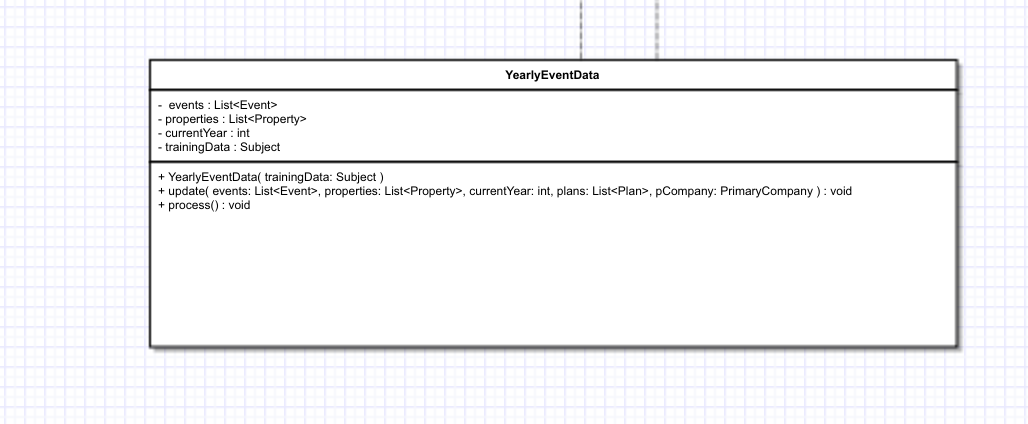 YearlyEventData
- events : List<Event>
- properties : List<Property>
- currentYear : int
- trainingData : Subject
+ YearlyEventData( trainingData: Subject )
+ update( events: List<Event>, properties: List<Property>, currentYear: int, plans: List<Plan>, pCompany: PrimaryCompany ) : void
+ process() : void